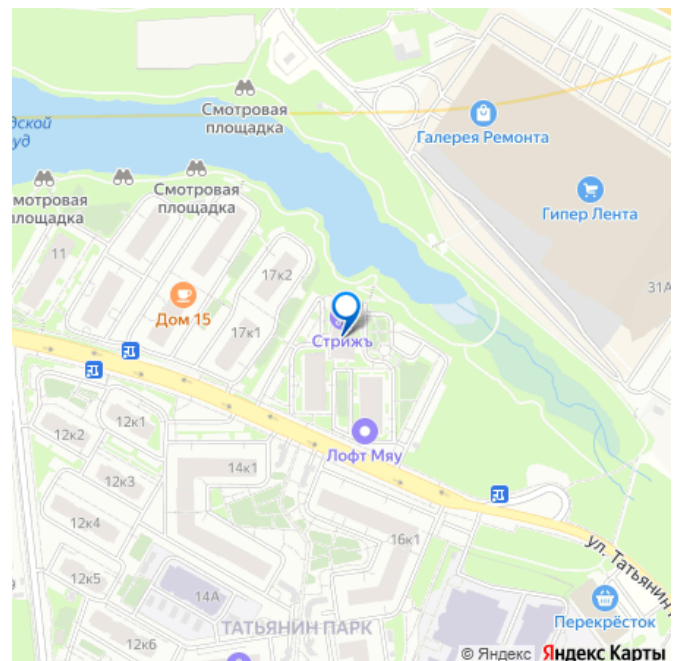 Смотровая
площадка
Галерея Ремонта
дской
уд
Смотровая
площадка
мотровая
площадка
Гипер Лента
11
17к2
31А
Дом 15
17к1
Стрижъ
12к1
12к2
Лофт Мяу
14к1
12к3
12к4
16к1
ул. Татьянин
12к5
14А
Перекрёсток
ТАТЬЯНИН ПАРК
12к6
© Яндекс Яндекс Карты